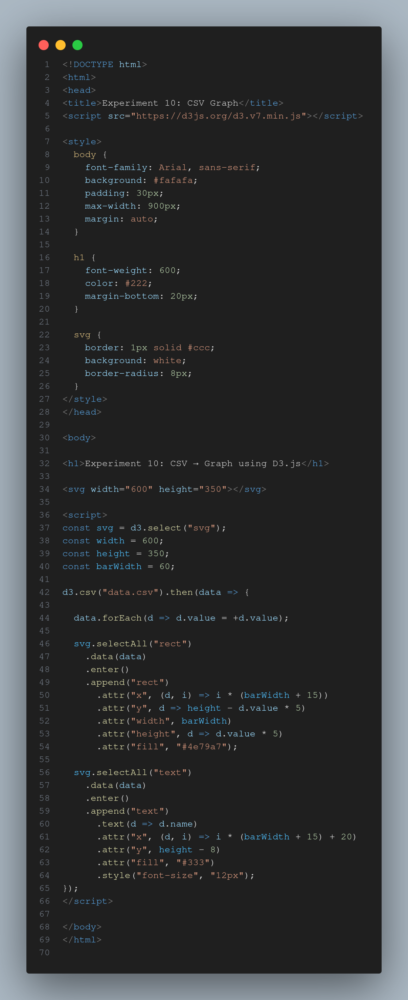 1 <!DOCTYPE html>
2 <html>
3 <head>
4 <title>Experiment 10: CSV Graph</title>
5 <script src="https://d3js.org/d3.v7.min.js"></script>
6
7 <style>
8   body {
9     font-family: Arial, sans-serif;
10     background: #fafafa;
11     padding: 30px;
12     max-width: 900px;
13     margin: auto;
14   }
15
16   h1 {
17     font-weight: 600;
18     color: #222;
19     margin-bottom: 20px;
20   }
21
22   svg {
23     border: 1px solid #ccc;
24     background: white;
25     border-radius: 8px;
26   }
27 </style>
28 </head>
29
30 <body>
31
32 <h1>Experiment 10: CSV → Graph using D3.js</h1>
33
34 <svg width="600" height="350"></svg>
35
36 <script>
37 const svg = d3.select("svg");
38 const width = 600;
39 const height = 350;
40 const barWidth = 60;
41
42 d3.csv("data.csv").then(data => {
43
44   data.forEach(d => d.value = +d.value);
45
46   svg.selectAll("rect")
47     .data(data)
48     .enter()
49     .append("rect")
50       .attr("x", (d, i) => i * (barWidth + 15))
51       .attr("y", d => height - d.value * 5)
52       .attr("width", barWidth)
53       .attr("height", d => d.value * 5)
54       .attr("fill", "#4e79a7");
55
56   svg.selectAll("text")
57     .data(data)
58     .enter()
59     .append("text")
60       .text(d => d.name)
61       .attr("x", (d, i) => i * (barWidth + 15) + 20)
62       .attr("y", height - 8)
63       .attr("fill", "#333")
64       .style("font-size", "12px");
65 });
66 </script>
67
68 </body>
69 </html>
70